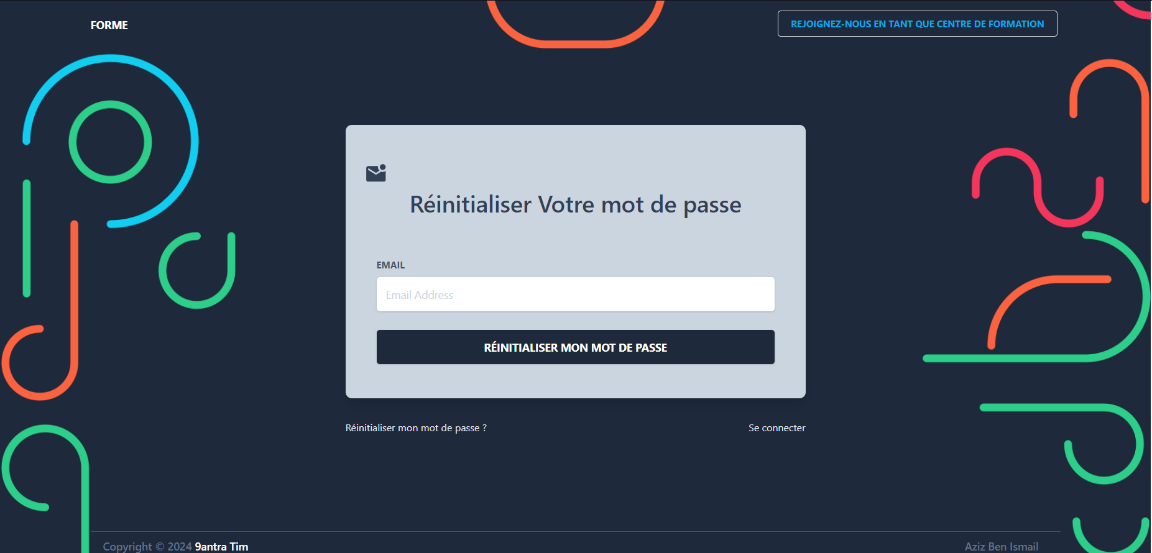 FORME
REJOIGNEZ-NOUS EN TANT QUE CENTRE DE FORMATION
Réinitialiser Votre mot de passe
EMAIL
Email Address
RÉINITIALISER MON MOT DE PASSE
Réinitialiser mon mot de passe ?
Se connecter
Copyright © 2024 9antra Tim
Aziz Ben Ismail